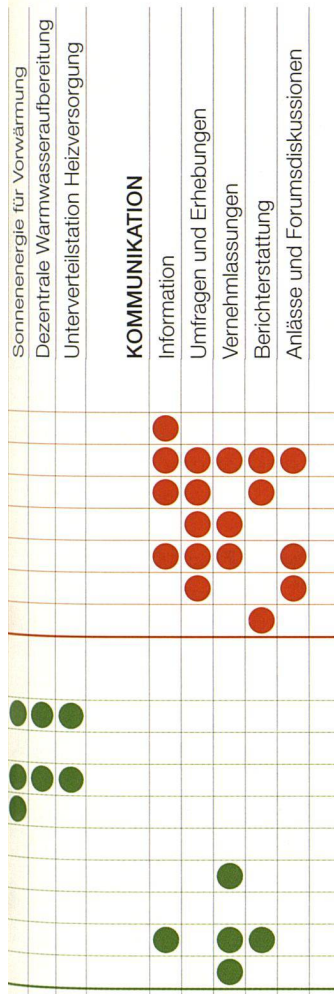 Sonnenenergie für Vorwärmung
Dezentrale Warmwasseraufbereitung
Unterverteilstation Heizversorgung
KOMMUNIKATION
Information
Umfragen und Erhebungen
Vernehmlassungen
Berichterstattung
Anlässe und Forumsdiskussionen